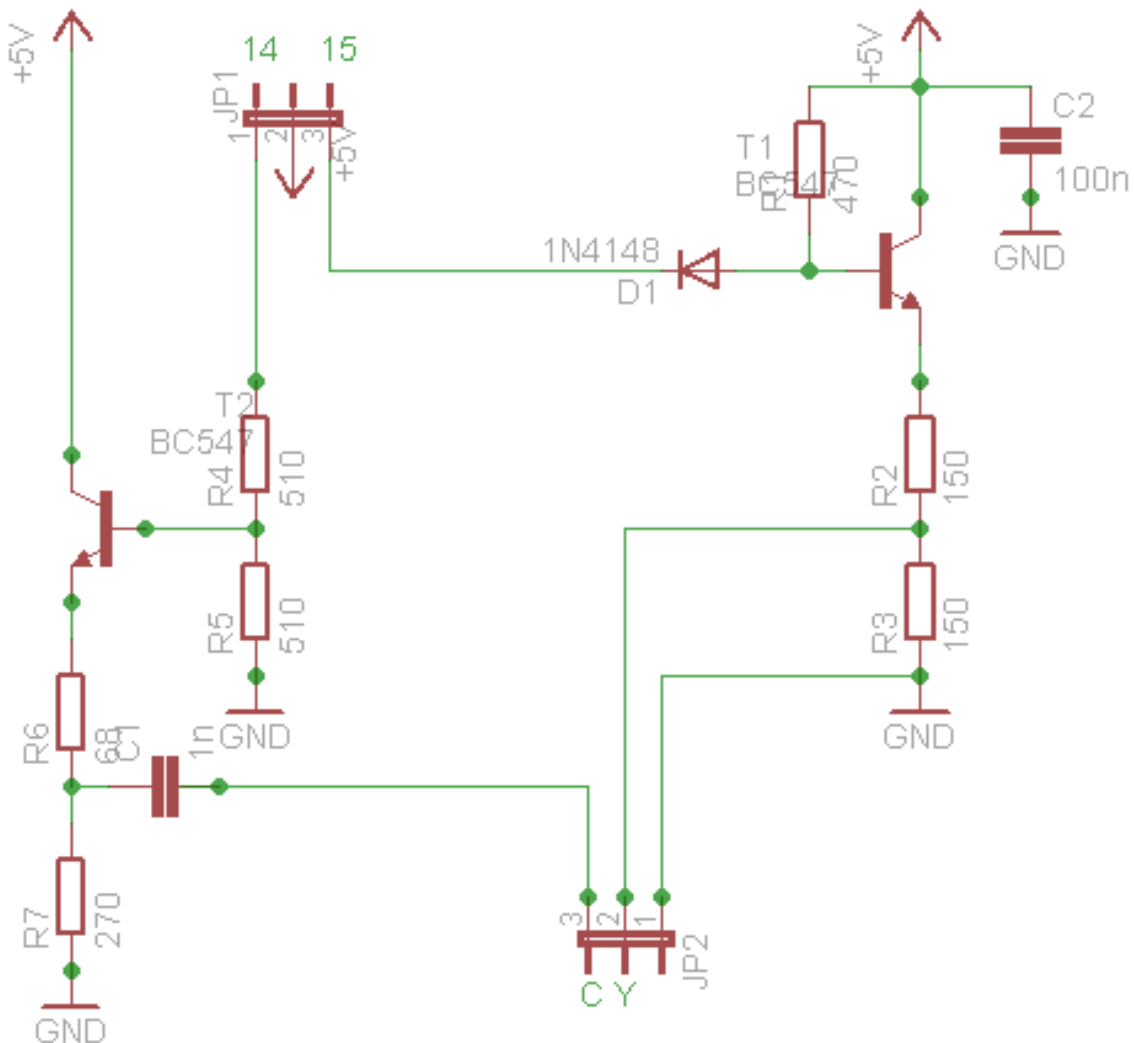 +5V
14 15
JP1
1 2 3
+5V
+5V
C2
100n
GND
T1
BC547
R1
470
1N4148
D1
T2
BC547
R4
510
R2
150
R5
510
R3
150
GND
GND
R6
68
C1
1n
R7
270
GND
3 2 1
JP2
C Y